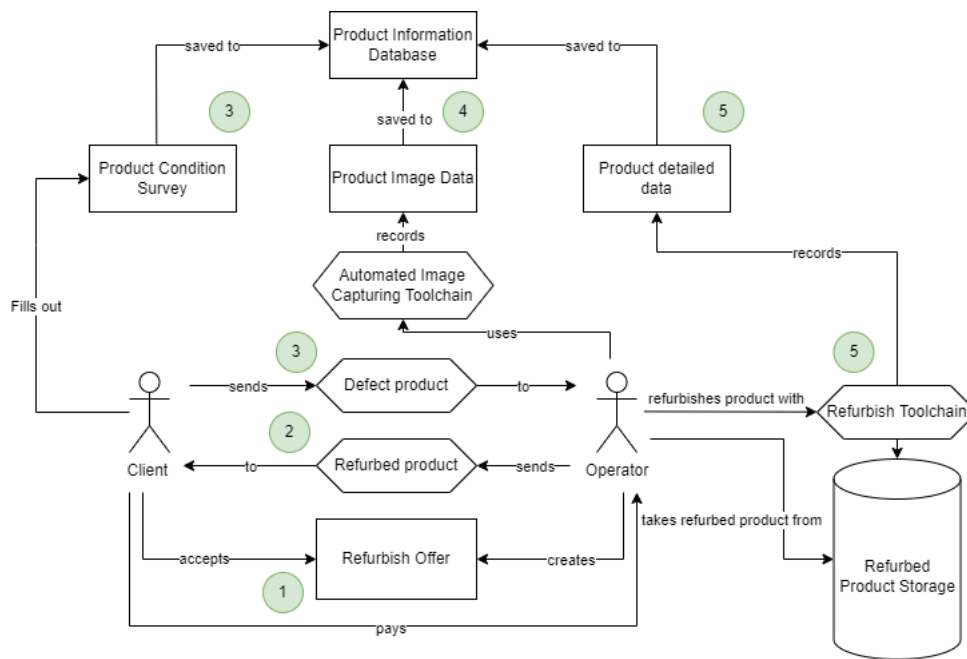 saved to
Product Information
Database
saved to
3
4
5
saved to
Product Condition
Survey
Product Image Data
Product detailed
data
records
records
Automated Image
Capturing Toolchain
Fills out
uses
3
5
sends
Defect product
to
refurbishes product with
Refurbish Toolchain
2
Client
to
Refurbed product
sends
Operator
takes refurbed product from
accepts
Refurbish Offer
creates
Refurbed
Product Storage
1
pays